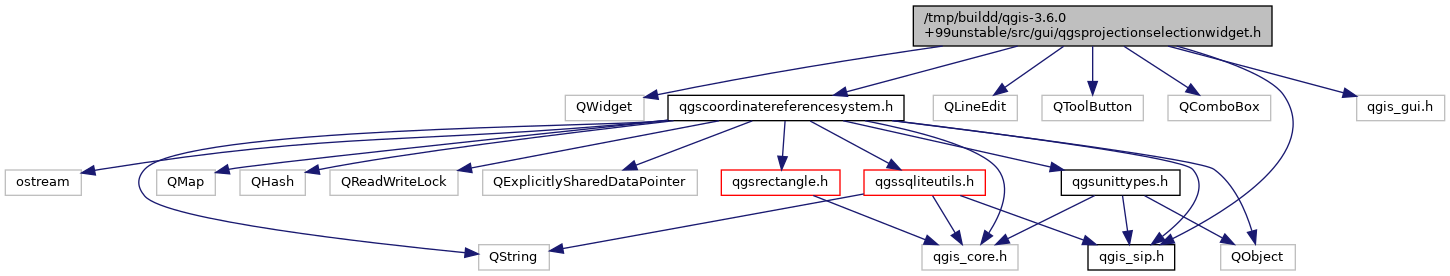 /tmp/buildd/qgis-3.6.0
+99unstable/src/gui/qgsprojectionselectionwidget.h
QWidget
qgscoordinatereferencesystem.h
QLineEdit
QToolButton
QComboBox
qgis_gui.h
ostream
QMap
QHash
QReadWriteLock
QExplicitlySharedDataPointer
qgsrectangle.h
qgssqliteutils.h
qgsunittypes.h
QString
qgis_core.h
qgis_sip.h
QObject